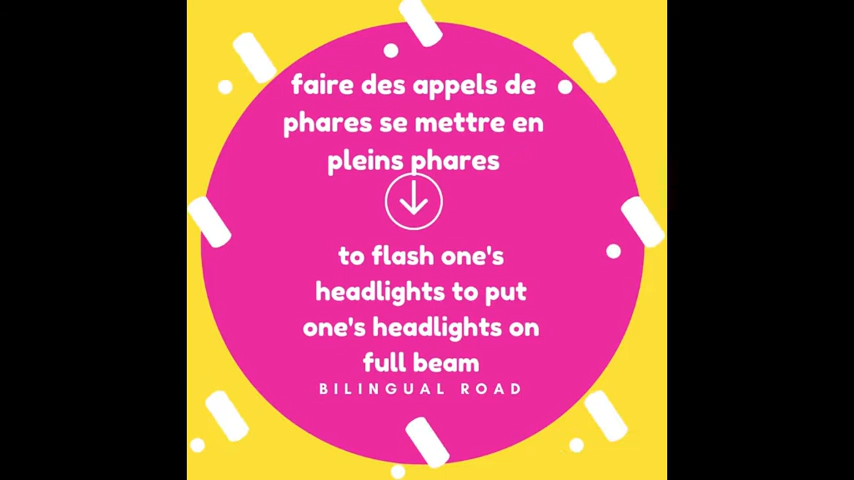 faire des appels de
phares se mettre en
pleins phares
to flash one's
headlights to put
one's headlights on
full beam
BILINGUAL ROAD